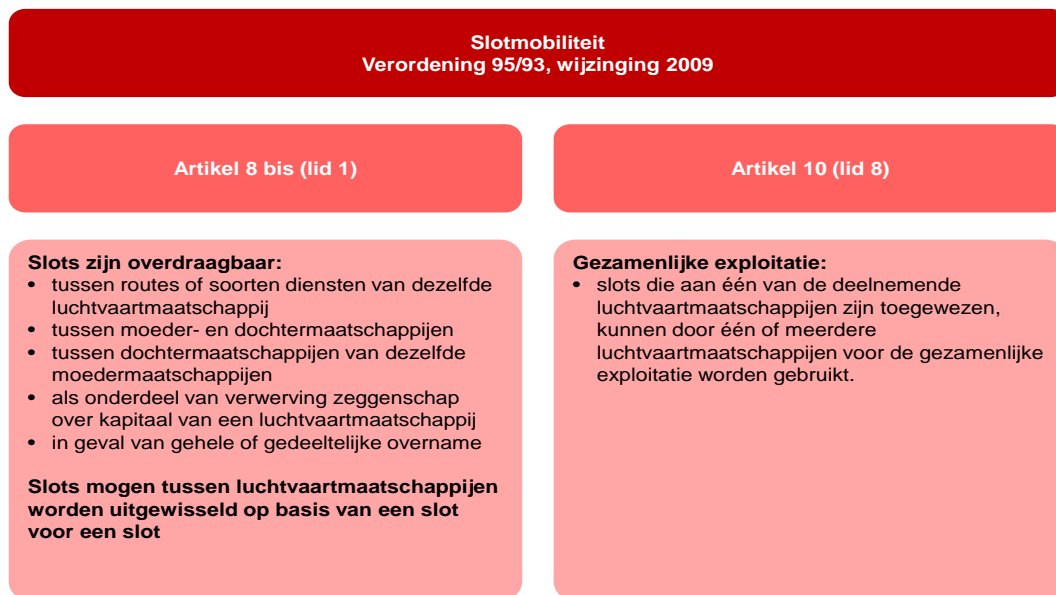 Slotmobiliteit
Verordening 95/93, wijzinging 2009
Artikel 8 bis (lid 1)
Artikel 10 (lid 8)
Slots zijn overdraagbaar:
• tussen routes of soorten diensten van dezelfde
luchtvaartmaatschappij
• tussen moeder- en dochtermaatschappijen
• tussen dochtermaatschappijen van dezelfde
moedermaatschappijen
• als onderdeel van verwerving zeggenschap
over kapitaal van een luchtvaartmaatschappij
• in geval van gehele of gedeeltelijke overname
Slots mogen tussen luchtvaartmaatschappijen
worden uitgewisseld op basis van een slot
voor een slot
Gezamenlijke exploitatie:
• slots die aan één van de deelnemende
luchtvaartmaatschappijen zijn toegewezen,
kunnen door één of meerdere
luchtvaartmaatschappijen voor de gezamenlijke
exploitatie worden gebruikt.